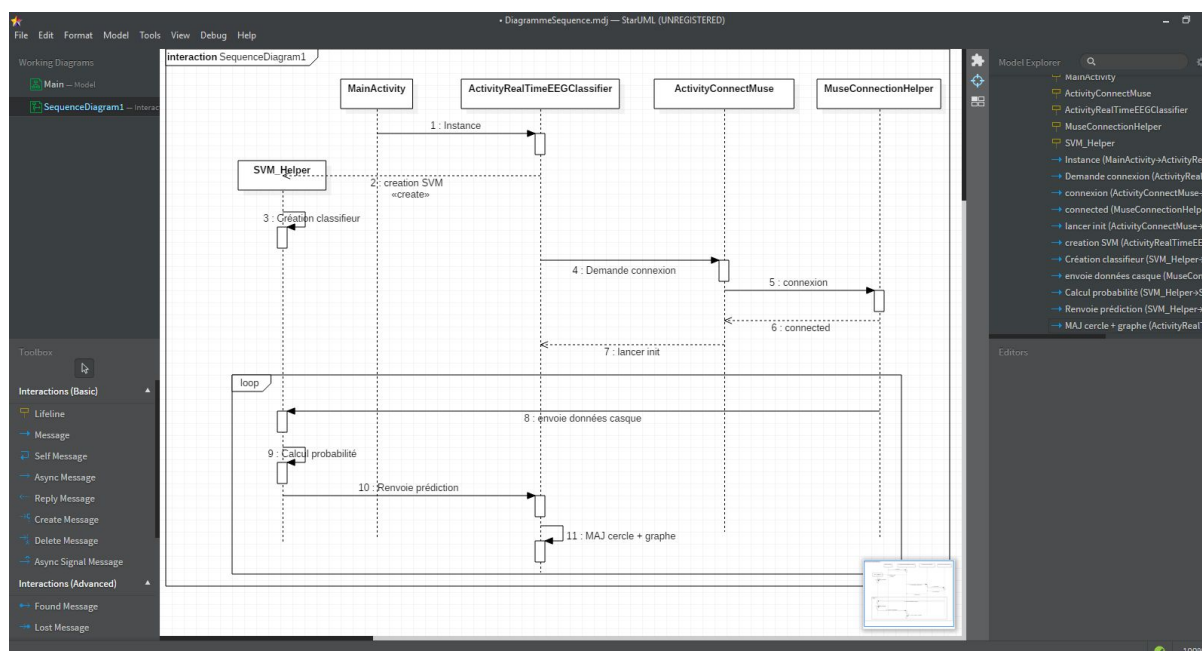 • DiagrammeSequence.mdj — StarUML (UNREGISTERED)
File Edit Format Model Tools View Debug Help
Working Diagrams
Main — Model
SequenceDiagram1 — Interac
interaction SequenceDiagram1
MainActivity
ActivityRealTimeEEGClassifier
ActivityConnectMuse
MuseConnectionHelper
1 : Instance
SVM_Helper
2 : creation SVM
«create»
3 : Création classifieur
4 : Demande connexion
5 : connexion
6 : connected
7 : lancer init
loop
8 : envoie données casque
9 : Calcul probabilité
10 : Renvoie prédiction
11 : MAJ cercle + graphe
Toolbox
Interactions (Basic)
Lifeline
Message
Self Message
Async Message
Reply Message
Create Message
Delete Message
Async Signal Message
Interactions (Advanced)
Found Message
Lost Message
Model Explorer
MainActivity
ActivityConnectMuse
ActivityRealTimeEEGClassifier
MuseConnectionHelper
SVM_Helper
Instance (MainActivity→ActivityRe
Demande connexion (ActivityReal
connexion (ActivityConnectMuse-
connected (MuseConnectionHelp
lancer init (ActivityConnectMuse→
creation SVM (ActivityRealTimeEE
Création classifieur (SVM_Helper→
envoie données casque (MuseCon
Calcul probabilité (SVM_Helper→S
Renvoie prédiction (SVM_Helper→
MAJ cercle + graphe (ActivityRealT
Editors